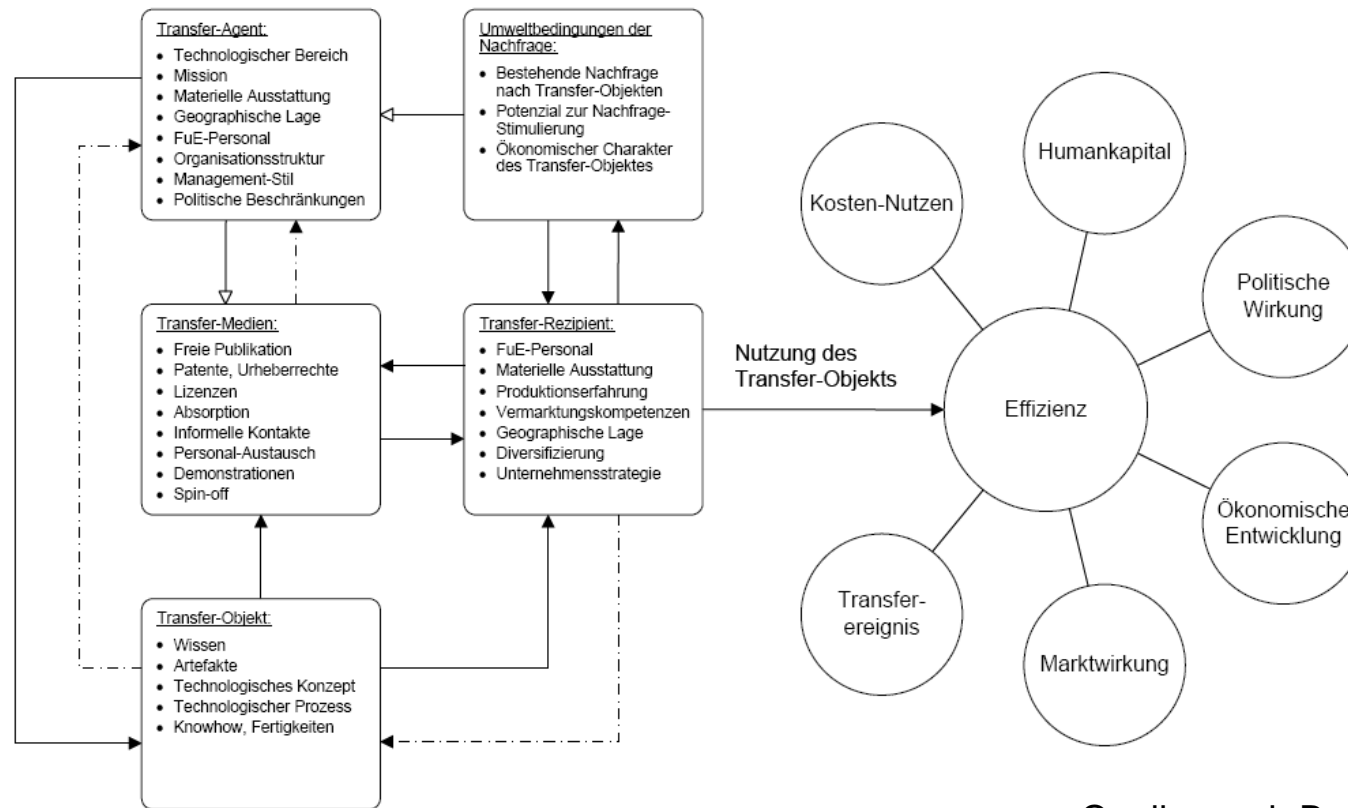 Transfer-Agent:
• Technologischer Bereich
• Mission
• Materielle Ausstattung
• Geographische Lage
• FuE-Personal
• Organisationsstruktur
• Management-Stil
• Politische Beschränkungen
Umweltbedingungen der
Nachfrage:
• Bestehende Nachfrage
nach Transfer-Objekten
• Potenzial zur Nachfrage-
Stimulierung
• Ökonomischer Charakter
des Transfer-Objektes
Transfer-Medien:
• Freie Publikation
• Patente, Urheberrechte
• Lizenzen
• Absorption
• Informelle Kontakte
• Personal-Austausch
• Demonstrationen
• Spin-off
Transfer-Rezipient:
• FuE-Personal
• Materielle Ausstattung
• Produktionserfahrung
• Vermarktungskompetenzen
• Geographische Lage
• Diversifizierung
• Unternehmensstrategie
Transfer-Objekt:
• Wissen
• Artefakte
• Technologisches Konzept
• Technologischer Prozess
• Knowhow, Fertigkeiten
Nutzung des
Transfer-Objekts
Effizienz
Kosten-Nutzen
Humankapital
Politische
Wirkung
Ökonomische
Entwicklung
Marktwirkung
Transfer-
ereignis